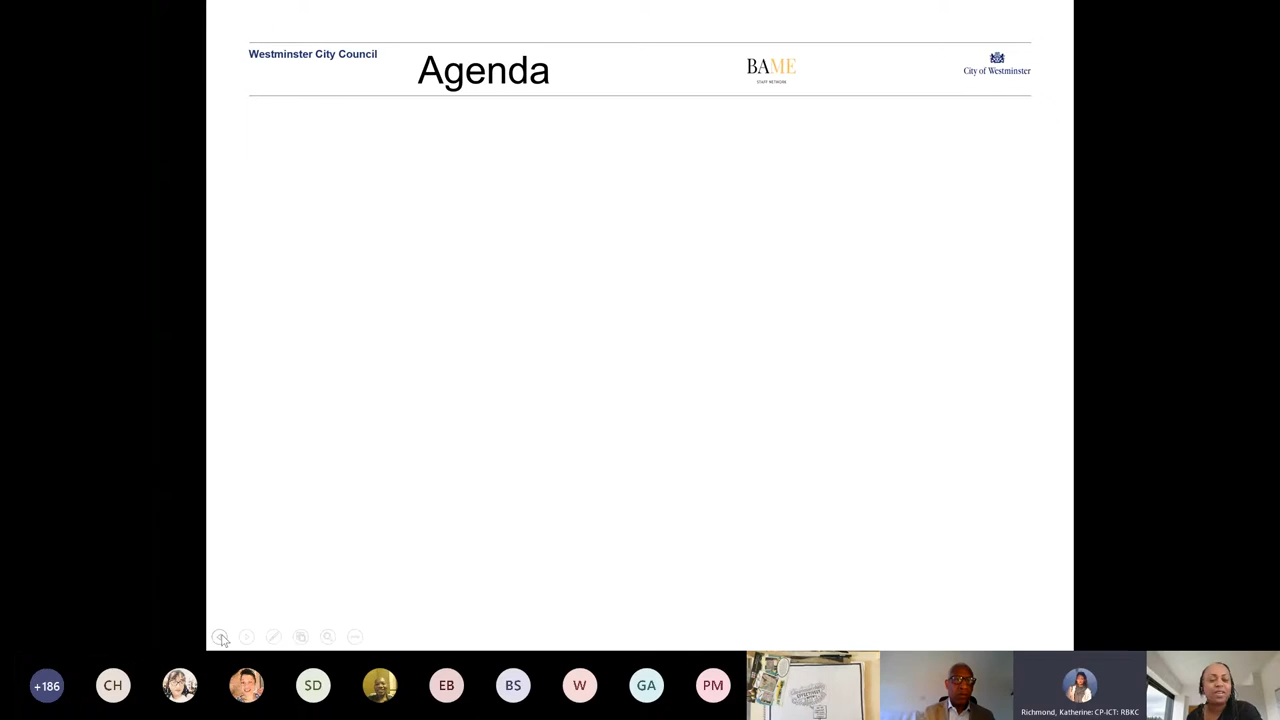 Westminster City Council
Agenda
BAME
STAFF NETWORK
City of Westminster
+186
CH
SD
EB
BS
W
GA
PM
Richmond, Katherine: CP-ICT: RBKC